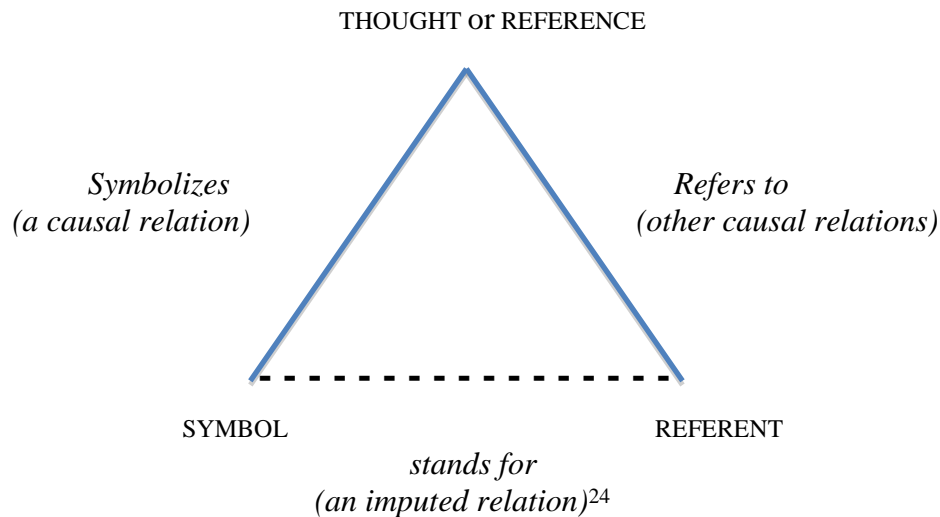 THOUGHT or REFERENCE
Symbolizes
(a causal relation)
Refers to
(other causal relations)
SYMBOL
REFERENT
stands for
(an imputed relation)24